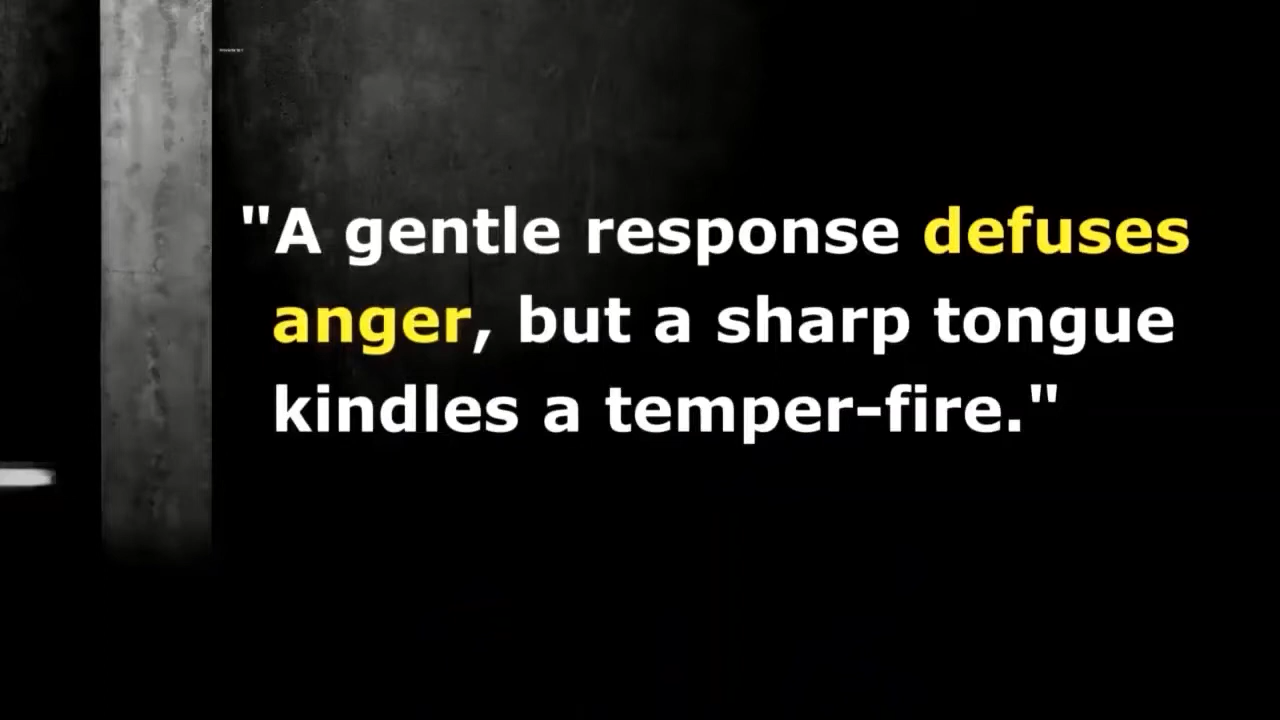 "A gentle response defuses
anger, but a sharp tongue
kindles a temper-fire."